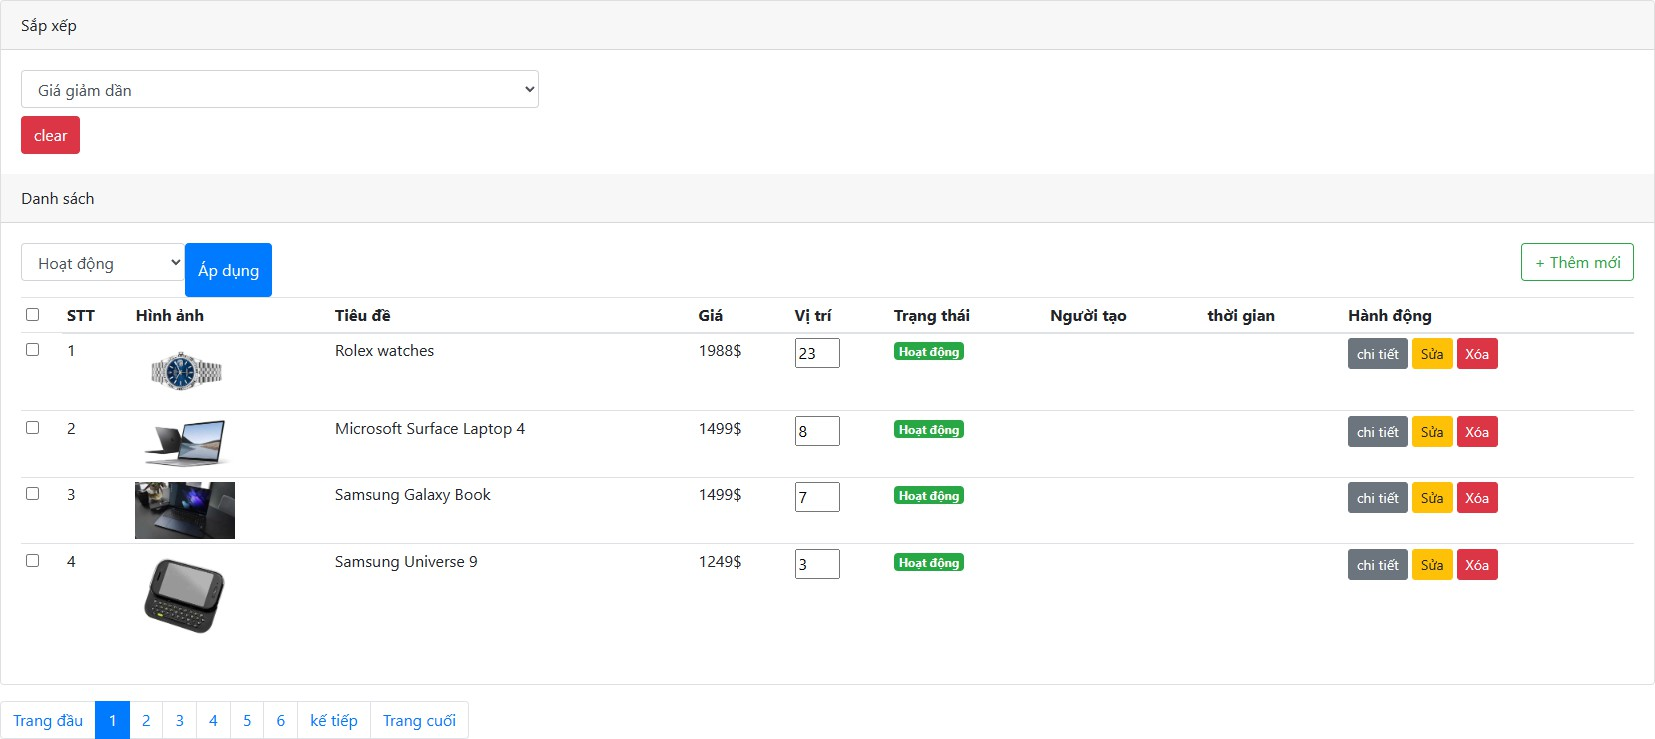 Sắp xếp
Giá giảm dần
clear
Danh sách
Hoạt động Áp dụng + Thêm mới
STT Hình ảnh Tiêu đề Giá Vị trí Trạng thái Người tạo thời gian Hành động
1 Rolex watches 1988$ 23 Hoạt động chi tiết Sửa Xóa
2 Microsoft Surface Laptop 4 1499$ 8 Hoạt động chi tiết Sửa Xóa
3 Samsung Galaxy Book 1499$ 7 Hoạt động chi tiết Sửa Xóa
4 Samsung Universe 9 1249$ 3 Hoạt động chi tiết Sửa Xóa
Trang đầu 1 2 3 4 5 6 kế tiếp Trang cuối